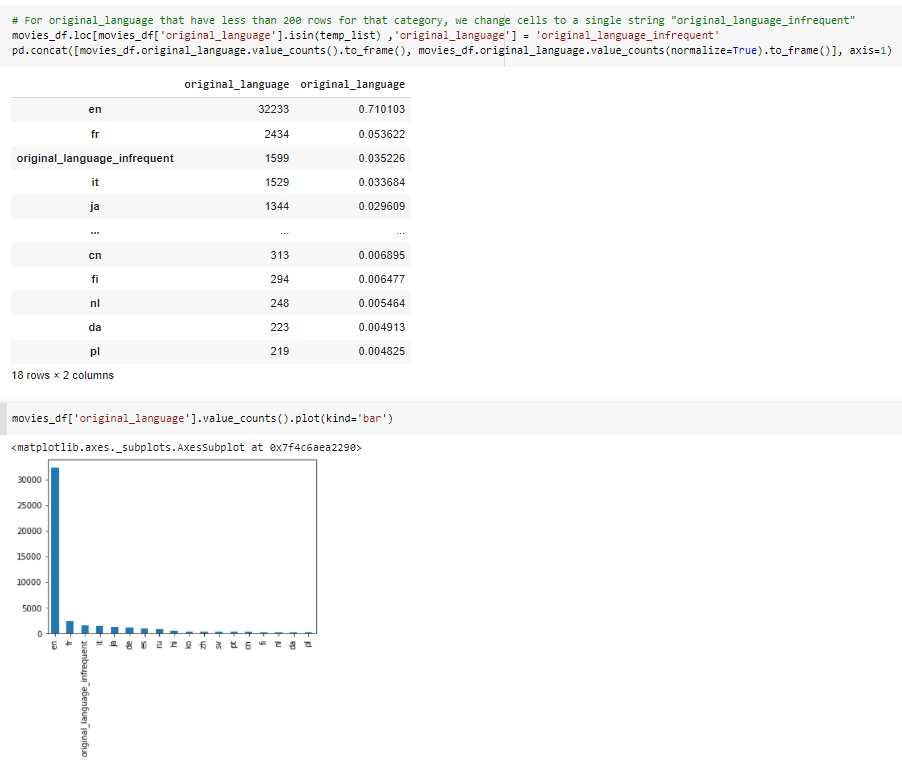 # For original_language that have less than 200 rows for that category, we change cells to a single string "original_language_infrequent"
movies_df.loc[movies_df['original_language'].isin(temp_list) ,'original_language'] = 'original_language_infrequent'
pd.concat([movies_df.original_language.value_counts().to_frame(), movies_df.original_language.value_counts(normalize=True).to_frame()], axis=1)
original_language original_language
en 32233 0.710103
fr 2434 0.053622
original_language_infrequent 1599 0.035226
it 1529 0.033684
ja 1344 0.029609
... ... ...
cn 313 0.006895
fi 294 0.006477
nl 248 0.005464
da 223 0.004913
pl 219 0.004825
18 rows × 2 columns
movies_df['original_language'].value_counts().plot(kind='bar')
<matplotlib.axes._subplots.AxesSubplot at 0x7f4c6aea2290>
30000
25000
20000
15000
10000
5000
0
en fr original_language_infrequent it ja de es ru hi ko zh sv pt cn fi nl da pl